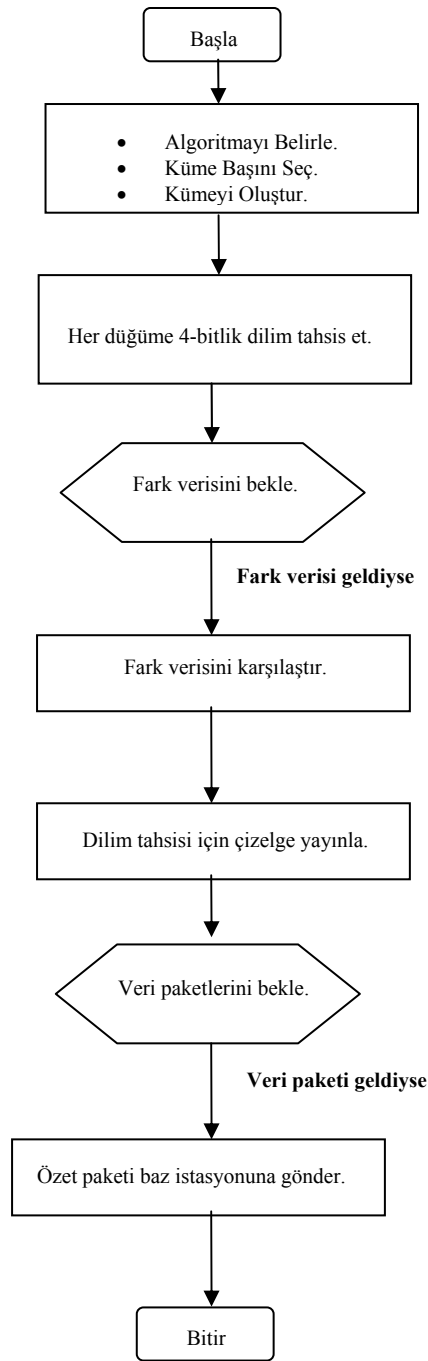 Başla
• Algoritmayı Belirle.
• Küme Başını Seç.
• Kümeyi Oluştur.
Her düğüme 4-bitlik dilim tahsis et.
Fark verisini bekle.
Fark verisi geldiyse
Fark verisini karşılaştır.
Dilim tahsisi için çizelge yayınla.
Veri paketlerini bekle.
Veri paketi geldiyse
Özet paketi baz istasyonuna gönder.
Bitir